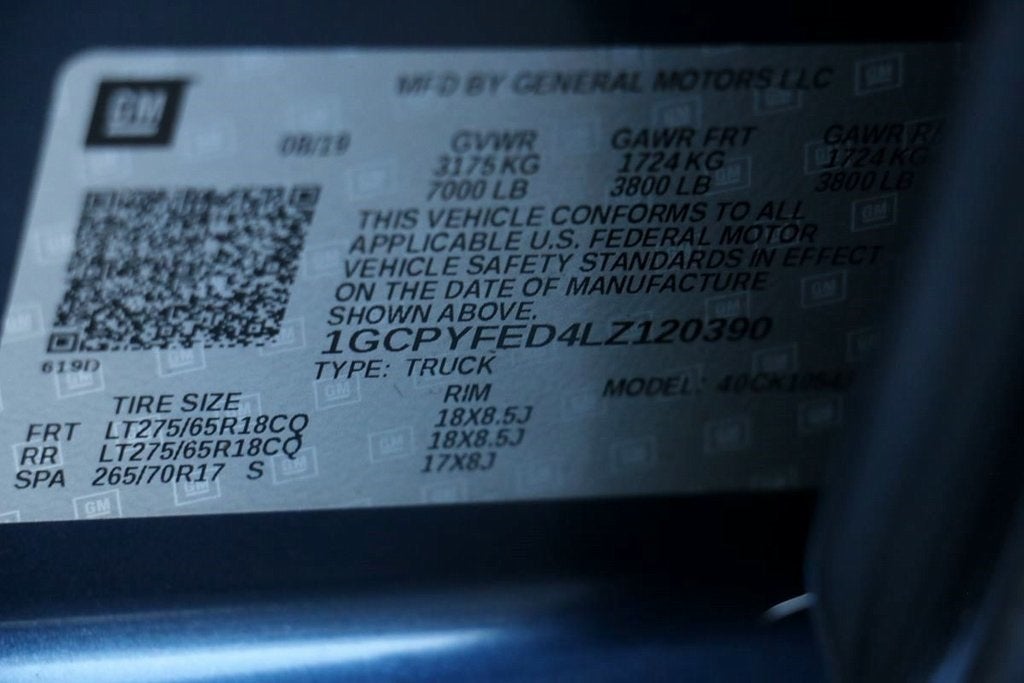 GM
MFD BY GENERAL MOTORS LLC
08/19 GVWR GAWR FRT GAWR
3175 KG 1724 KG 1724 KG
7000 LB 3800 LB 3800 LB
THIS VEHICLE CONFORMS TO ALL
APPLICABLE U.S. FEDERAL MOTOR
VEHICLE SAFETY STANDARDS IN EFFECT
ON THE DATE OF MANUFACTURE
SHOWN ABOVE.
1GCPYFED4LZ120390
619D
TYPE: TRUCK
MODEL:
TIRE SIZE RIM
FRT LT275/65R18CQ 18X8.5J
RR LT275/65R18CQ 18X8.5J
SPA 265/70R17 S 17X8J